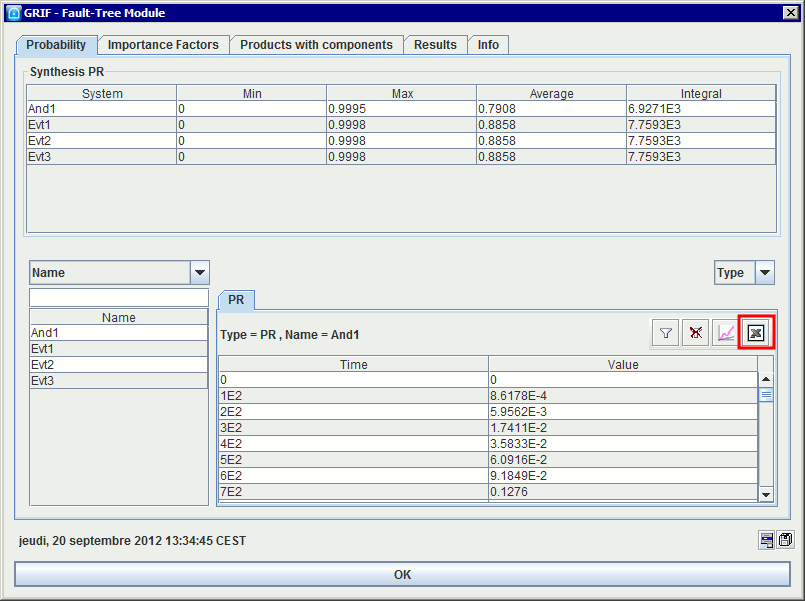 GRIF - Fault-Tree Module
Probability Importance Factors Products with components Results Info
Synthesis PR
System Min Max Average Integral
And1 0 0.9995 0.7908 6.9271E3
Evt1 0 0.9998 0.8858 7.7593E3
Evt2 0 0.9998 0.8858 7.7593E3
Evt3 0 0.9998 0.8858 7.7593E3
Name Type
Name
And1
Evt1
Evt2
Evt3
PR
Type = PR , Name = And1
Time Value
0 0
1E2 8.6178E-4
2E2 5.9562E-3
3E2 1.7411E-2
4E2 3.5833E-2
5E2 6.0916E-2
6E2 9.1849E-2
7E2 0.1276
jeudi, 20 septembre 2012 13:34:45 CEST
OK